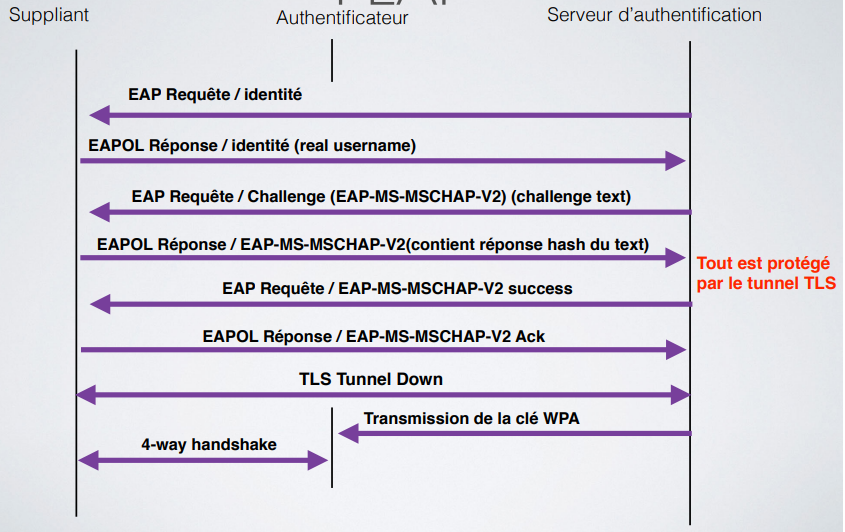 Suppliant
Authentificateur
Serveur d'authentification
EAP Requête / identité
EAPOL Réponse / identité (real username)
EAP Requête / Challenge (EAP-MS-MSCHAP-V2) (challenge text)
EAPOL Réponse / EAP-MS-MSCHAP-V2(contient réponse hash du text)
Tout est protégé
par le tunnel TLS
EAP Requête / EAP-MS-MSCHAP-V2 success
EAPOL Réponse / EAP-MS-MSCHAP-V2 Ack
TLS Tunnel Down
Transmission de la clé WPA
4-way handshake